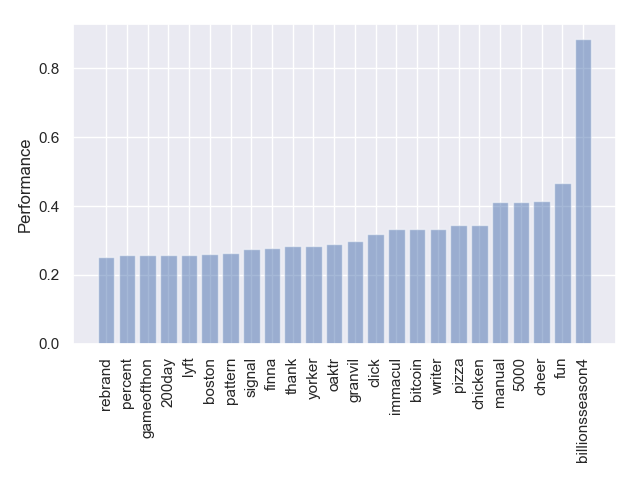 0.8
0.6
0.4
0.2
0.0
Performance
rebrand
percent
gameofthon
200day
lyft
boston
pattern
signal
finna
thank
yorker
oaktr
granvil
click
immacul
bitcoin
writer
pizza
chicken
manual
5000
cheer
fun
billionsseason4